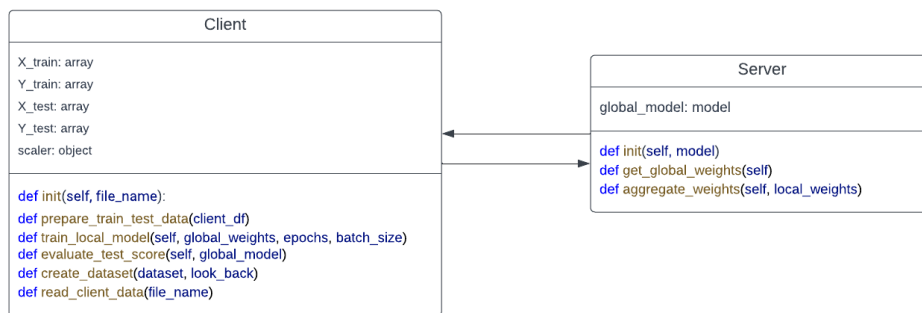 Client
X_train: array
Y_train: array
X_test: array
Y_test: array
scaler: object
def init(self, file_name):
def prepare_train_test_data(client_df)
def train_local_model(self, global_weights, epochs, batch_size)
def evaluate_test_score(self, global_model)
def create_dataset(dataset, look_back)
def read_client_data(file_name)
Server
global_model: model
def init(self, model)
def get_global_weights(self)
def aggregate_weights(self, local_weights)